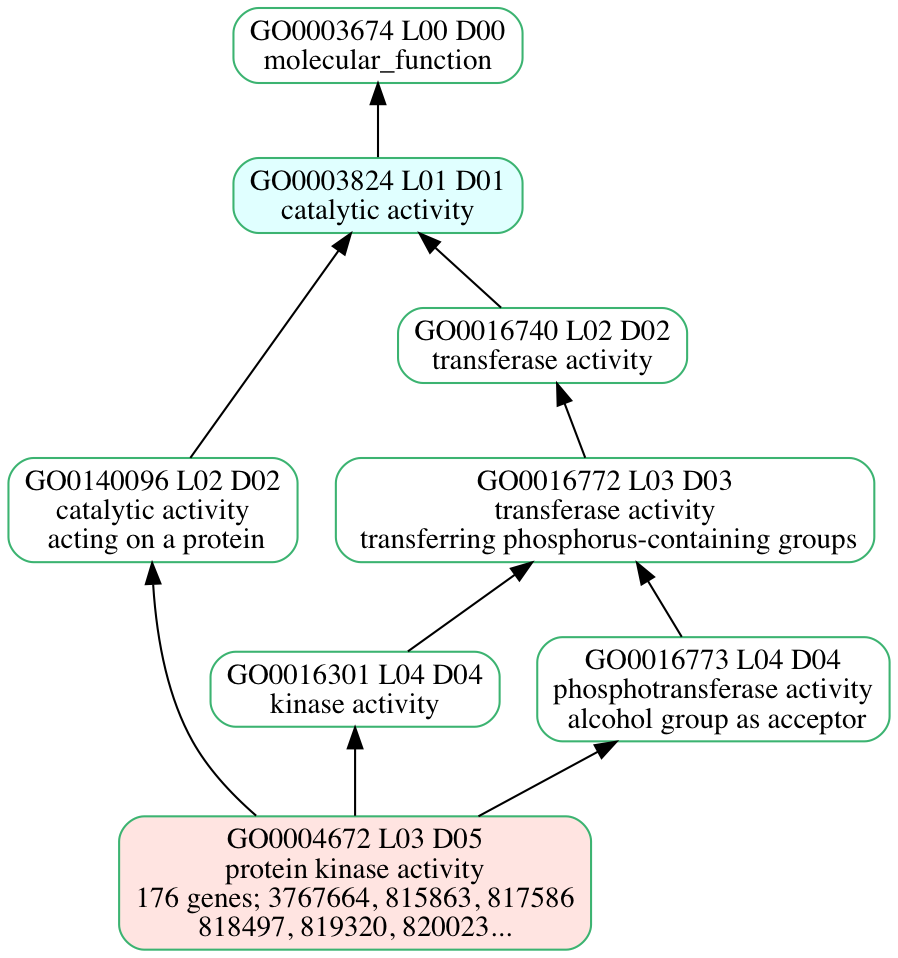 GO0003674 L00 D00
molecular_function
GO0003824 L01 D01
catalytic activity
GO0016740 L02 D02
transferase activity
GO0140096 L02 D02
catalytic activity
acting on a protein
GO0016772 L03 D03
transferase activity
transferring phosphorus-containing groups
GO0016301 L04 D04
kinase activity
GO0016773 L04 D04
phosphotransferase activity
alcohol group as acceptor
GO0004672 L03 D05
protein kinase activity
176 genes; 3767664, 815863, 817586
818497, 819320, 820023...